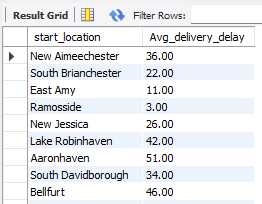 Result Grid Filter Rows:
start_location Avg_delivery_delay
New Aimeechester 36.00
South Brianchester 22.00
East Amy 11.00
Ramosside 3.00
New Jessica 26.00
Lake Robinhaven 42.00
Aaronhaven 51.00
South Davidborough 34.00
Bellfurt 46.00